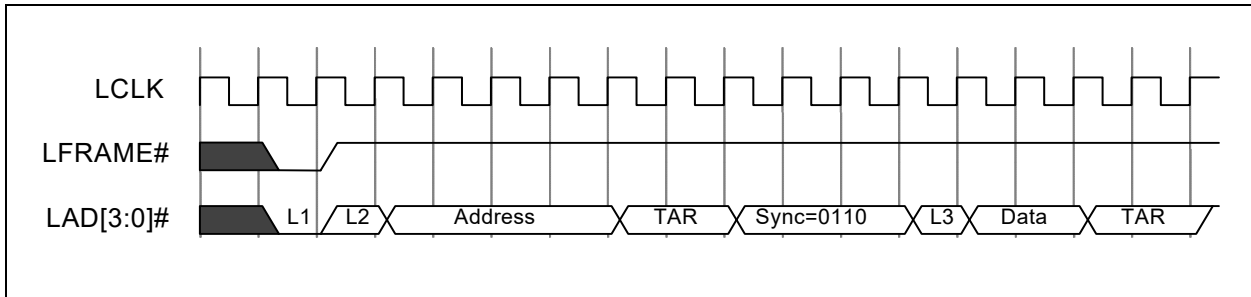 LCLK
LFRAME#
LAD[3:0]# L1 L2 Address TAR Sync=0110 L3 Data TAR